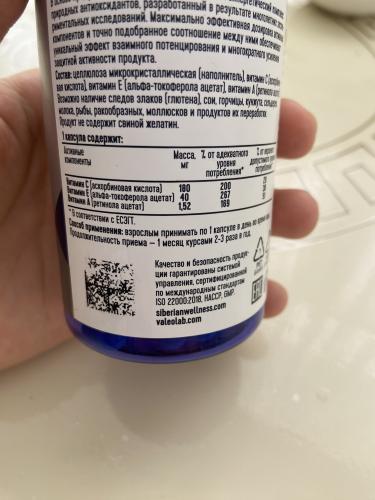 природных антиоксидантов, разработанный в результате многолетних
риментальных исследований. Максимально эффективная дозировка
компонентов и точно подобранное соотношение между ними обеспечивают
уникальный эффект взаимного потенцирования и многократного усиления
защитной активности продукта.
Состав: целлюлоза микрокристаллическая (наполнитель), витамин С
кислота), витамин Е (альфа-токоферола ацетат), витамин А (ретинола
Возможно наличие следов злаков (глютена), сои, горчицы, кунжута, сельдерея,
молока, рыбы, ракообразных, моллюсков и продуктов их переработки.
Продукт не содержит свиной желатин.
1 капсула содержит:
Активные компоненты
Масса, мг
% от адекватного уровня потребления*
Витамин С (аскорбиновая кислота) 180 200
Витамин Е (альфа-токоферола ацетат) 40 267
Витамин А (ретинола ацетат) 1,52 169
* В соответствии с ЕСЭГТ.
Способ применения: взрослым принимать по 1 капсуле в день во время
Продолжительность приема – 1 месяц курсами 2-3 раза в год.
Качество и безопасность продук-
ции гарантированы системой
управления, сертифицированной
по международным стандартам
ISO 22000:2018, HACCP, GMP.
siberianwellness.com
valeolab.com
EAC